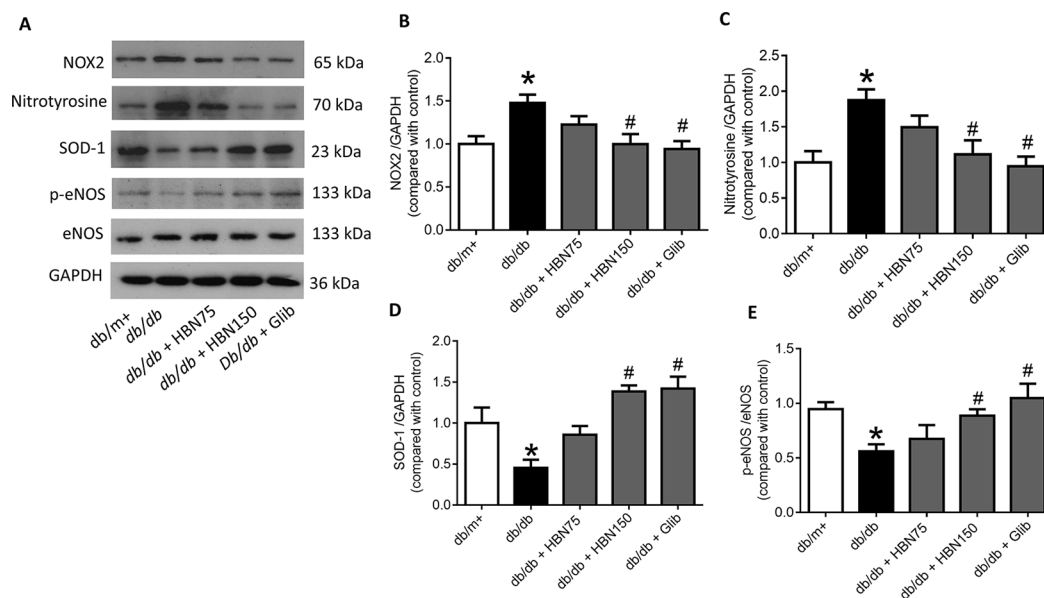 A
NOX2
65 kDa
Nitrotyrosine
70 kDa
SOD-1
23 kDa
p-eNOS
133 kDa
eNOS
133 kDa
GAPDH
36 kDa
db/m+
db/db
db/db + HBN75
db/db + HBN150
Db/db + Glib
B
NOX2 /GAPDH
(compared with control)
2.0
1.5
1.0
0.5
0.0
*
#
#
db/m+
db/db
db/db + HBN75
db/db + HBN150
db/db + Glib
C
Nitrotyrosine /GAPDH
(compared with control)
2.5
2.0
1.5
1.0
0.5
0.0
*
#
#
db/m+
db/db
db/db + HBN75
db/db + HBN150
db/db + Glib
D
SOD-1 /GAPDH
(compared with control)
2.0
1.5
1.0
0.5
0.0
*
#
#
db/m+
db/db
db/db + HBN75
db/db + HBN150
db/db + Glib
E
p-eNOS /eNOS
(compared with control)
1.5
1.0
0.5
0.0
*
#
#
db/m+
db/db
db/db + HBN75
db/db + HBN150
db/db + Glib